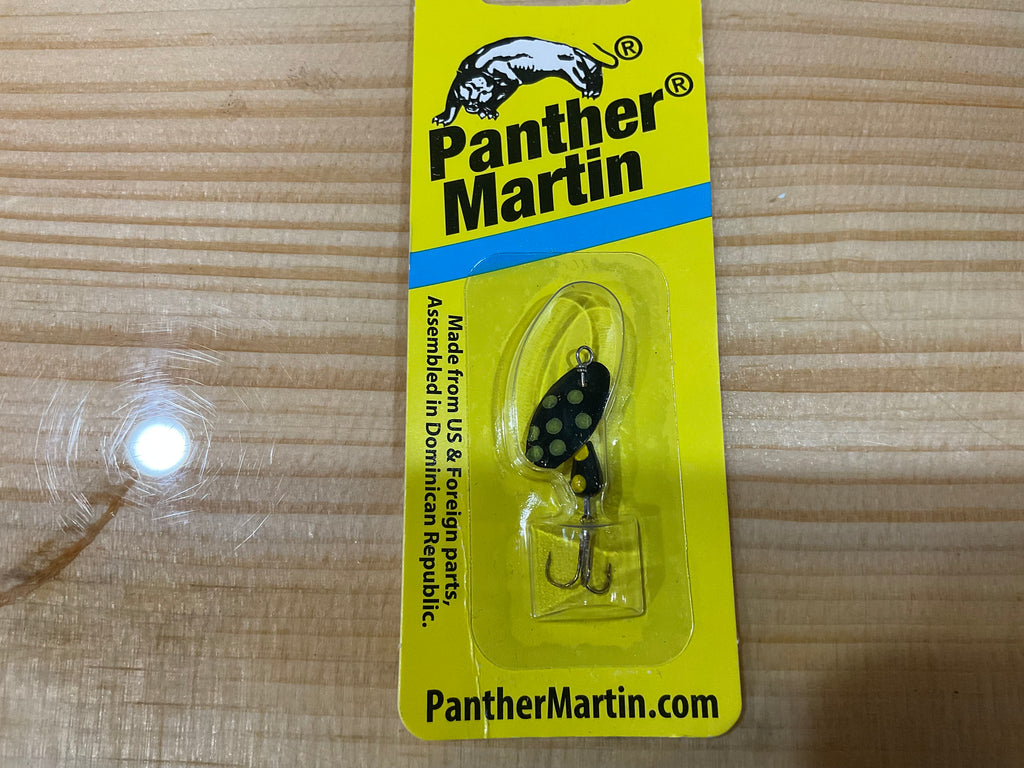 ®
Panther®
Martin
Made from US & Foreign parts,
Assembled in Dominican Republic.
PantherMartin.com